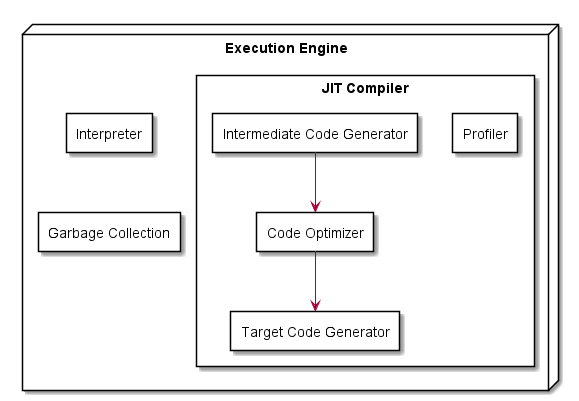 Execution Engine
JIT Compiler
Interpreter
Intermediate Code Generator
Profiler
Garbage Collection
Code Optimizer
Target Code Generator